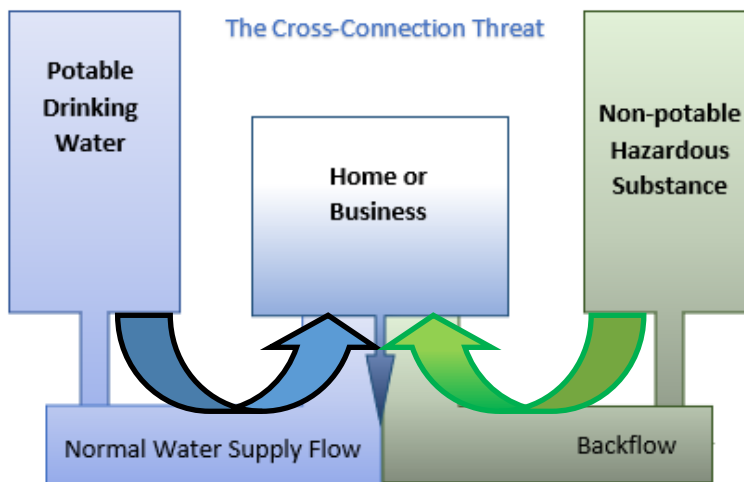 The Cross-Connection Threat
Potable
Drinking
Water
Home or
Business
Non-potable
Hazardous
Substance
Normal Water Supply Flow
Backflow